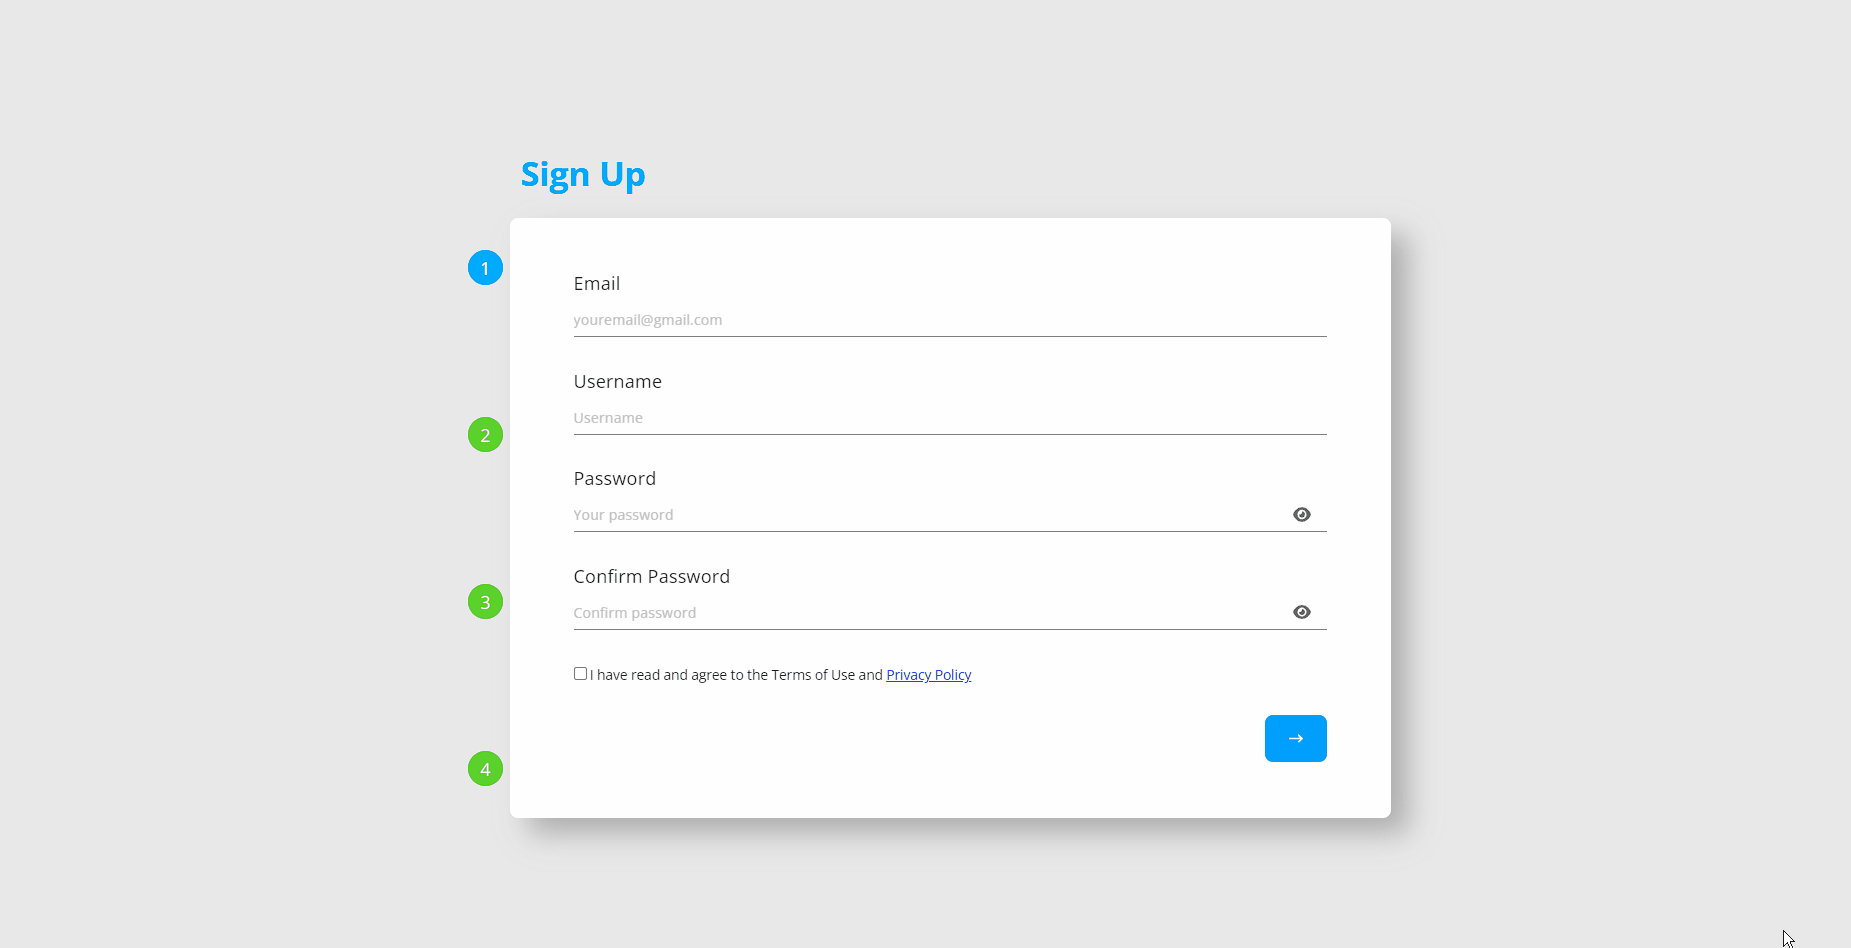 Sign Up
1
Email
youremail@gmail.com
Username
Username
2
Password
Your password
Confirm Password
3
Confirm password
I have read and agree to the Terms of Use and Privacy Policy
→
4